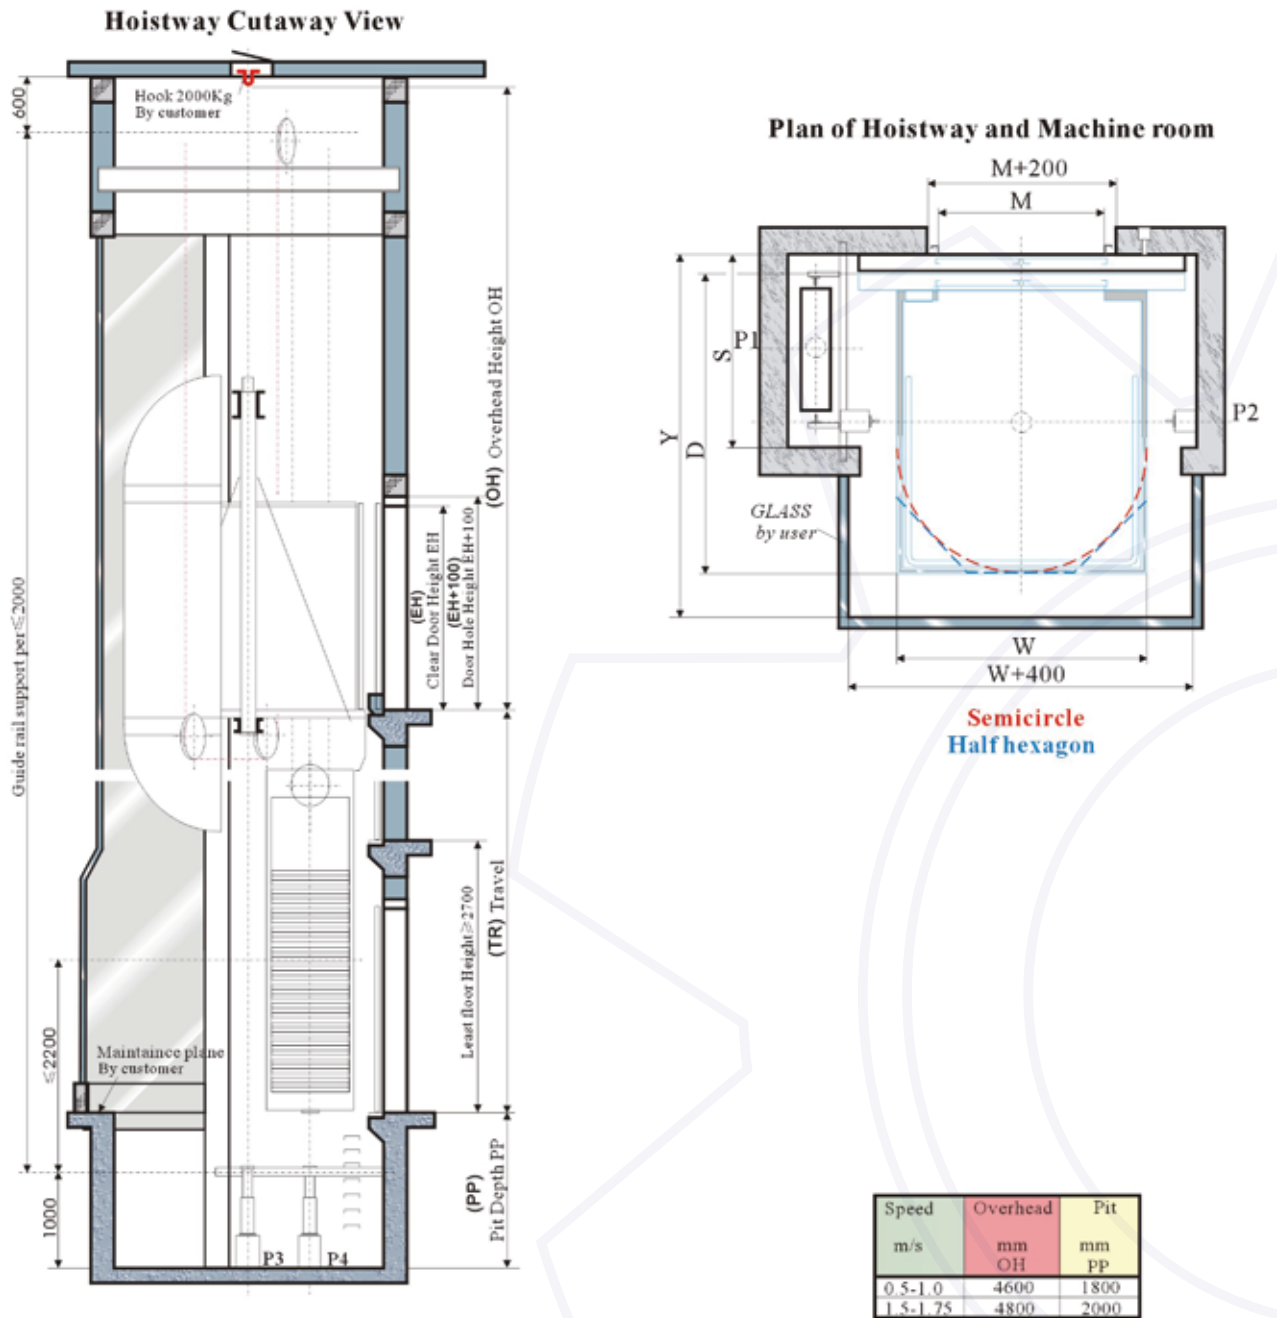 Hoistway Cutaway View
600
Hook 2000Kg
By customer
Guide rail support per≤2000
(OH) Overhead Height OH
(EH)
Clear Door Height EH
(EH+100)
Door Hole Height EH+100
(TR) Travel
Least floor Height≥2700
≤2200
Maintaince plane
By customer
1000
(PP)
Pit Depth PP
P3
P4
Plan of Hoistway and Machine room
M+200
M
P1
S
Y
D
P2
GLASS
by user
W
W+400
Semicircle
Half hexagon
Speed Overhead Pit
m/s mm mm
OH PP
0.5-1.0 4600 1800
1.5-1.75 4800 2000